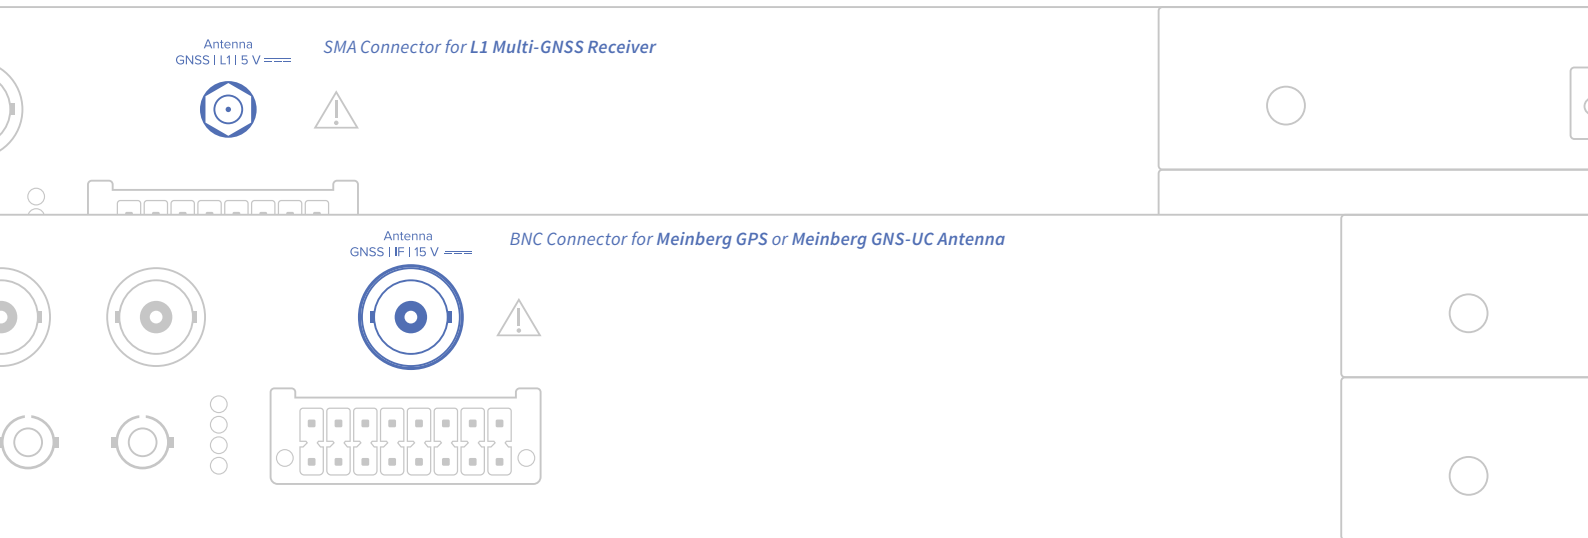 Antenna
GNSS | L1 | 5 V
SMA Connector for L1 Multi-GNSS Receiver
Antenna
GNSS | IF | 15 V
BNC Connector for Meinberg GPS or Meinberg GNS-UC Antenna